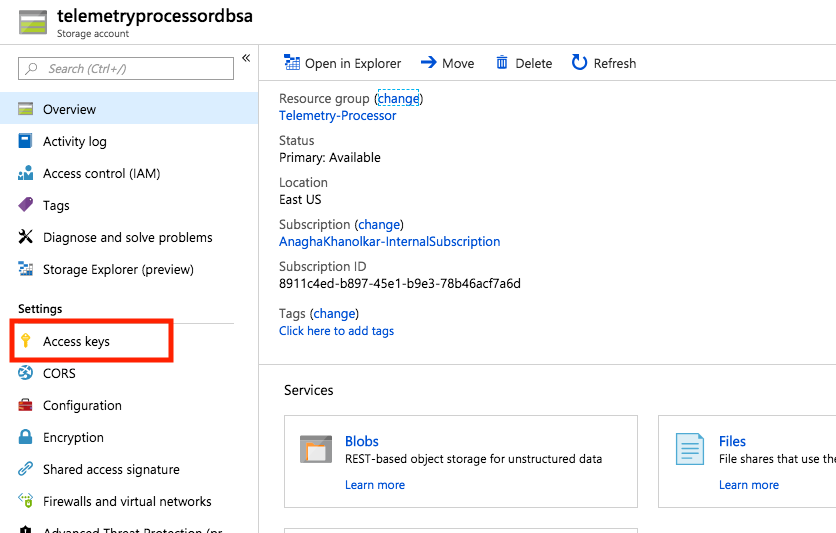 telemetryprocessordbsa
Storage account
«
Search (Ctrl+/)
Overview
Activity log
Access control (IAM)
Tags
Diagnose and solve problems
Storage Explorer (preview)
Settings
Access keys
CORS
Configuration
Encryption
Shared access signature
Firewalls and virtual networks
Advanced Threat Protection (pr
Open in Explorer
Move
Delete
Refresh
Resource group (change)
Telemetry-Processor
Status
Primary: Available
Location
East US
Subscription (change)
AnaghaKhanolkar-InternalSubscription
Subscription ID
8911c4ed-b897-45e1-b9e3-78b46acf7a6d
Tags (change)
Click here to add tags
Services
Blobs
REST-based object storage for unstructured data
Learn more
Files
File shares that use the
Learn more